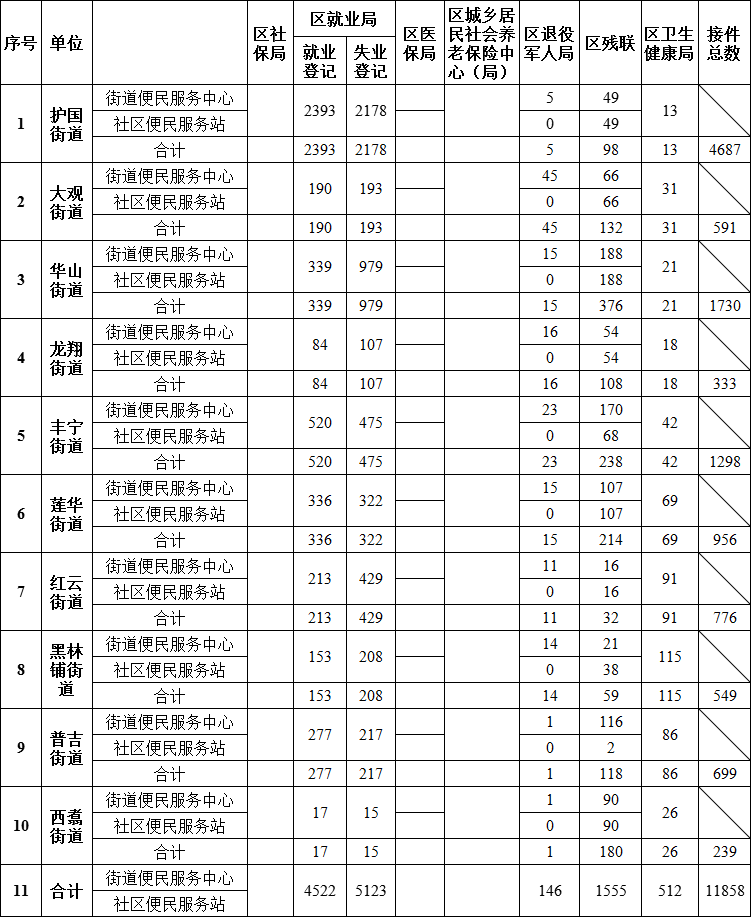 序号 单位 区社保局 区就业局 区医保局 区城乡居民社会养老保险中心（局） 区退役军人局 区残联 区卫生健康局 接件总数
就业登记 失业登记
1 护国街道 街道便民服务中心 2393 2178 5 49 13
社区便民服务站 0 49
合计 2393 2178 5 98 13 4687
2 大观街道 街道便民服务中心 190 193 45 66 31
社区便民服务站 0 66
合计 190 193 45 132 31 591
3 华山街道 街道便民服务中心 339 979 15 188 21
社区便民服务站 0 188
合计 339 979 15 376 21 1730
4 龙翔街道 街道便民服务中心 84 107 16 54 18
社区便民服务站 0 54
合计 84 107 16 108 18 333
5 丰宁街道 街道便民服务中心 520 475 23 170 42
社区便民服务站 0 68
合计 520 475 23 238 42 1298
6 莲华街道 街道便民服务中心 336 322 15 107 69
社区便民服务站 0 107
合计 336 322 15 214 69 956
7 红云街道 街道便民服务中心 213 429 11 16 91
社区便民服务站 0 16
合计 213 429 11 32 91 776
8 黑林铺街道 街道便民服务中心 153 208 14 21 115
社区便民服务站 0 38
合计 153 208 14 59 115 549
9 普吉街道 街道便民服务中心 277 217 1 116 86
社区便民服务站 0 2
合计 277 217 1 118 86 699
10 西翥街道 街道便民服务中心 17 15 1 90 26
社区便民服务站 0 90
合计 17 15 1 180 26 239
11 合计 街道便民服务中心 4522 5123 146 1555 512 11858
社区便民服务站